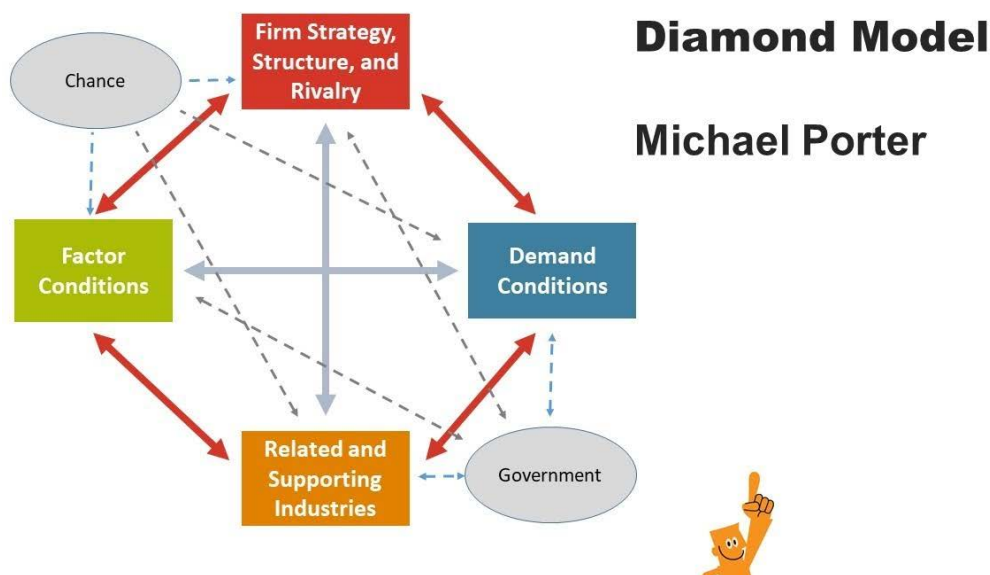 Diamond Model
Michael Porter
Firm Strategy,
Structure, and
Rivalry
Chance
Factor
Conditions
Demand
Conditions
Related and
Supporting
Industries
Government